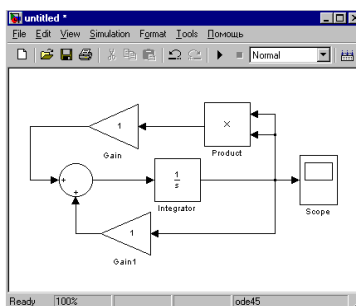 untitled *
File Edit View Simulation Format Tools Помощь
Normal
1
Gain
×
Product
+
+
1
s
Integrator
Scope
1
Gain1
Ready 100% ode45